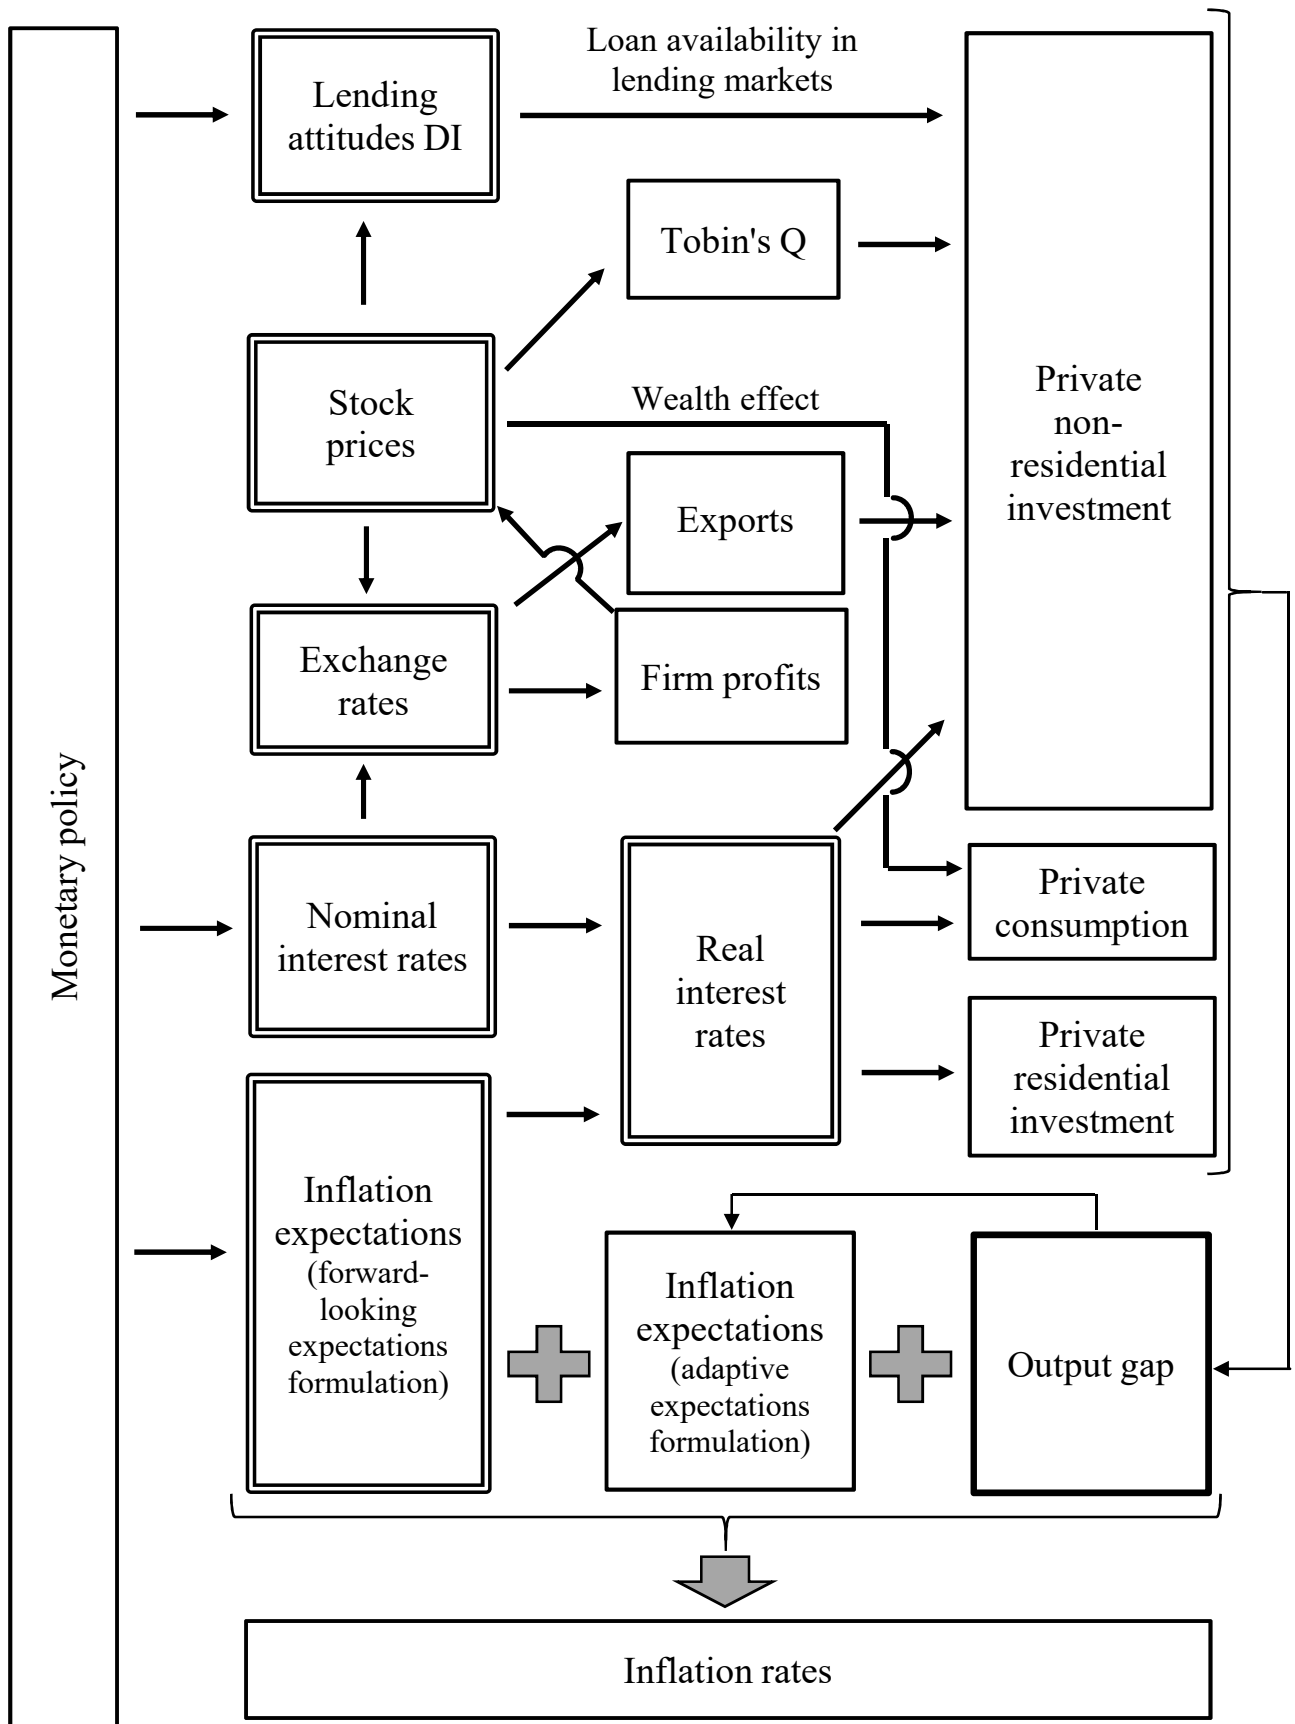 Monetary policy
Lending
attitudes DI
Loan availability in
lending markets
Tobin's Q
Stock
prices
Wealth effect
Private
non-
residential
investment
Exports
Exchange
rates
Firm profits
Nominal
interest rates
Real
interest
rates
Private
consumption
Private
residential
investment
Inflation
expectations
(forward-
looking
expectations
formulation)
Inflation
expectations
(adaptive
expectations
formulation)
Output gap
Inflation rates